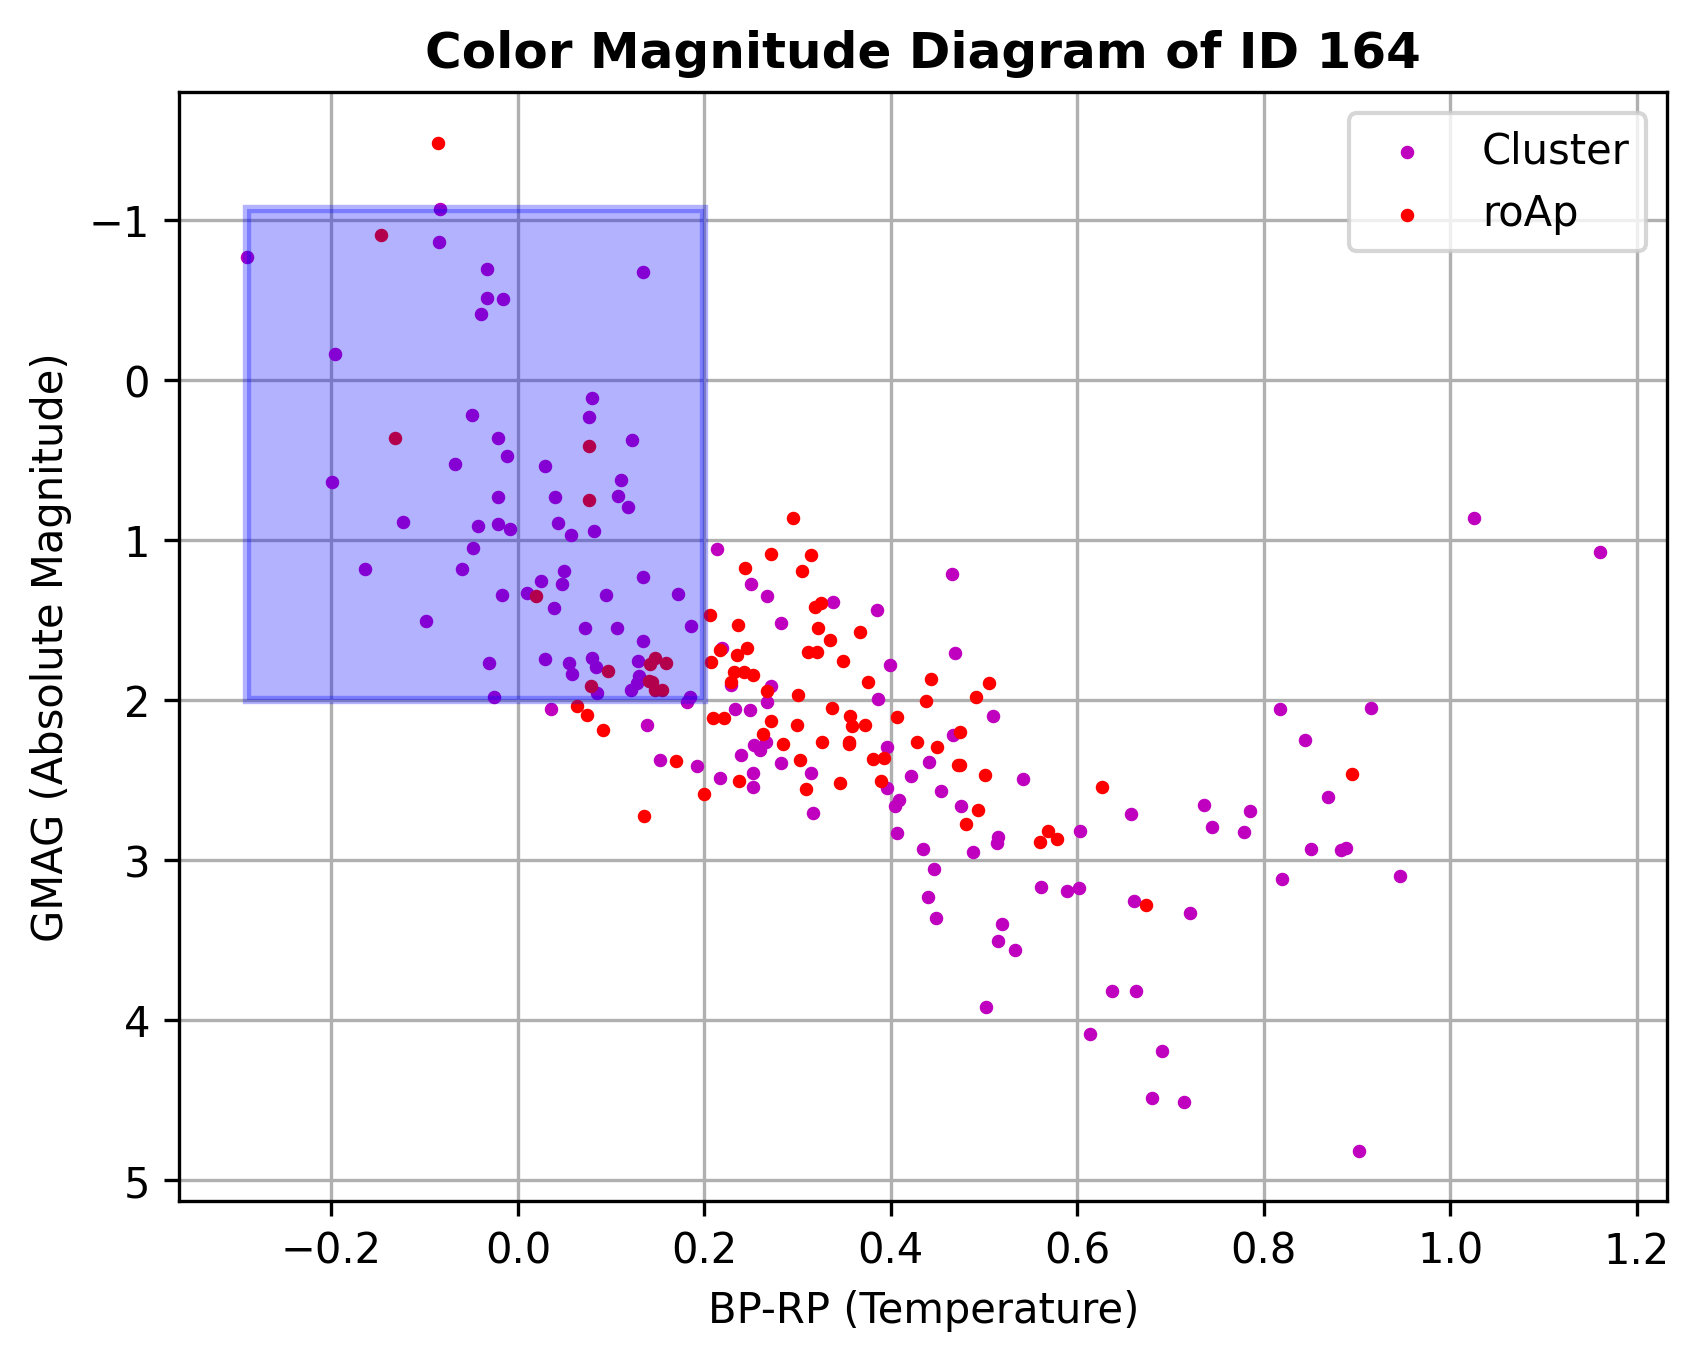 Color Magnitude Diagram of ID 164
Cluster
roAp
GMAG (Absolute Magnitude)
−1
0
1
2
3
4
5
−0.2 0.0 0.2 0.4 0.6 0.8 1.0 1.2
BP-RP (Temperature)